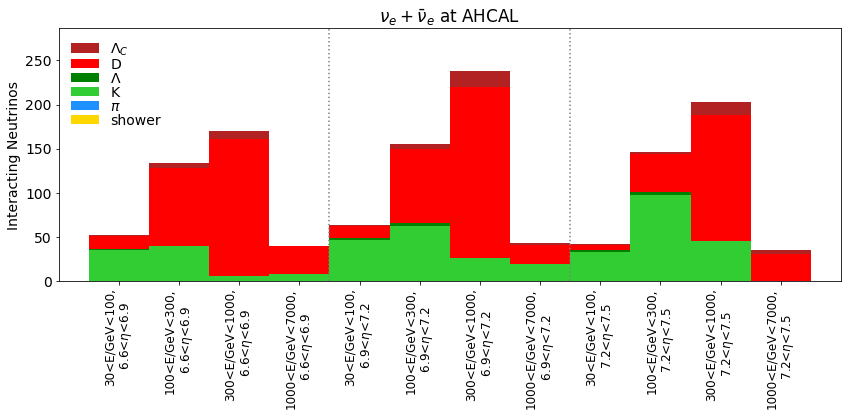 ν_e + ν̄_e at AHCAL
Interacting Neutrinos
250
200
150
100
50
0
Λ_C
D
Λ
K
π
shower
30<E/GeV<100,
6.6<η<6.9
100<E/GeV<300,
6.6<η<6.9
300<E/GeV<1000,
6.6<η<6.9
1000<E/GeV<7000,
6.6<η<6.9
30<E/GeV<100,
6.9<η<7.2
100<E/GeV<300,
6.9<η<7.2
300<E/GeV<1000,
6.9<η<7.2
1000<E/GeV<7000,
6.9<η<7.2
30<E/GeV<100,
7.2<η<7.5
100<E/GeV<300,
7.2<η<7.5
300<E/GeV<1000,
7.2<η<7.5
1000<E/GeV<7000,
7.2<η<7.5